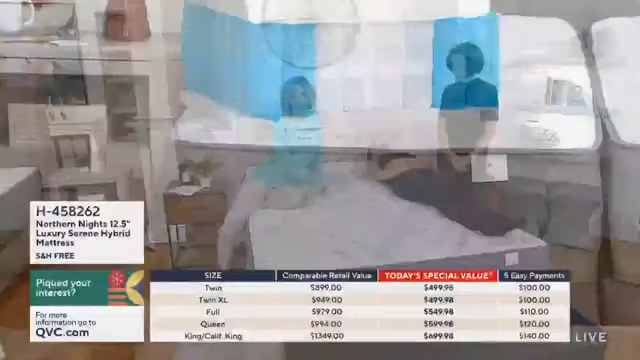 H-458262
Northern Nights 12.5"
Luxury Serene Hybrid
Mattress
S&H FREE
Piqued your
interest?
For more
information go to
QVC.com
SIZE Comparable Retail Value TODAY'S SPECIAL VALUE® 5 Easy Payments
Twin $899.00 $499.98 $100.00
Twin XL $949.00 $499.98 $100.00
Full $979.00 $549.98 $110.00
Queen $994.00 $599.98 $120.00
King/Calif. King $1349.00 $699.98 $140.00
LIVE